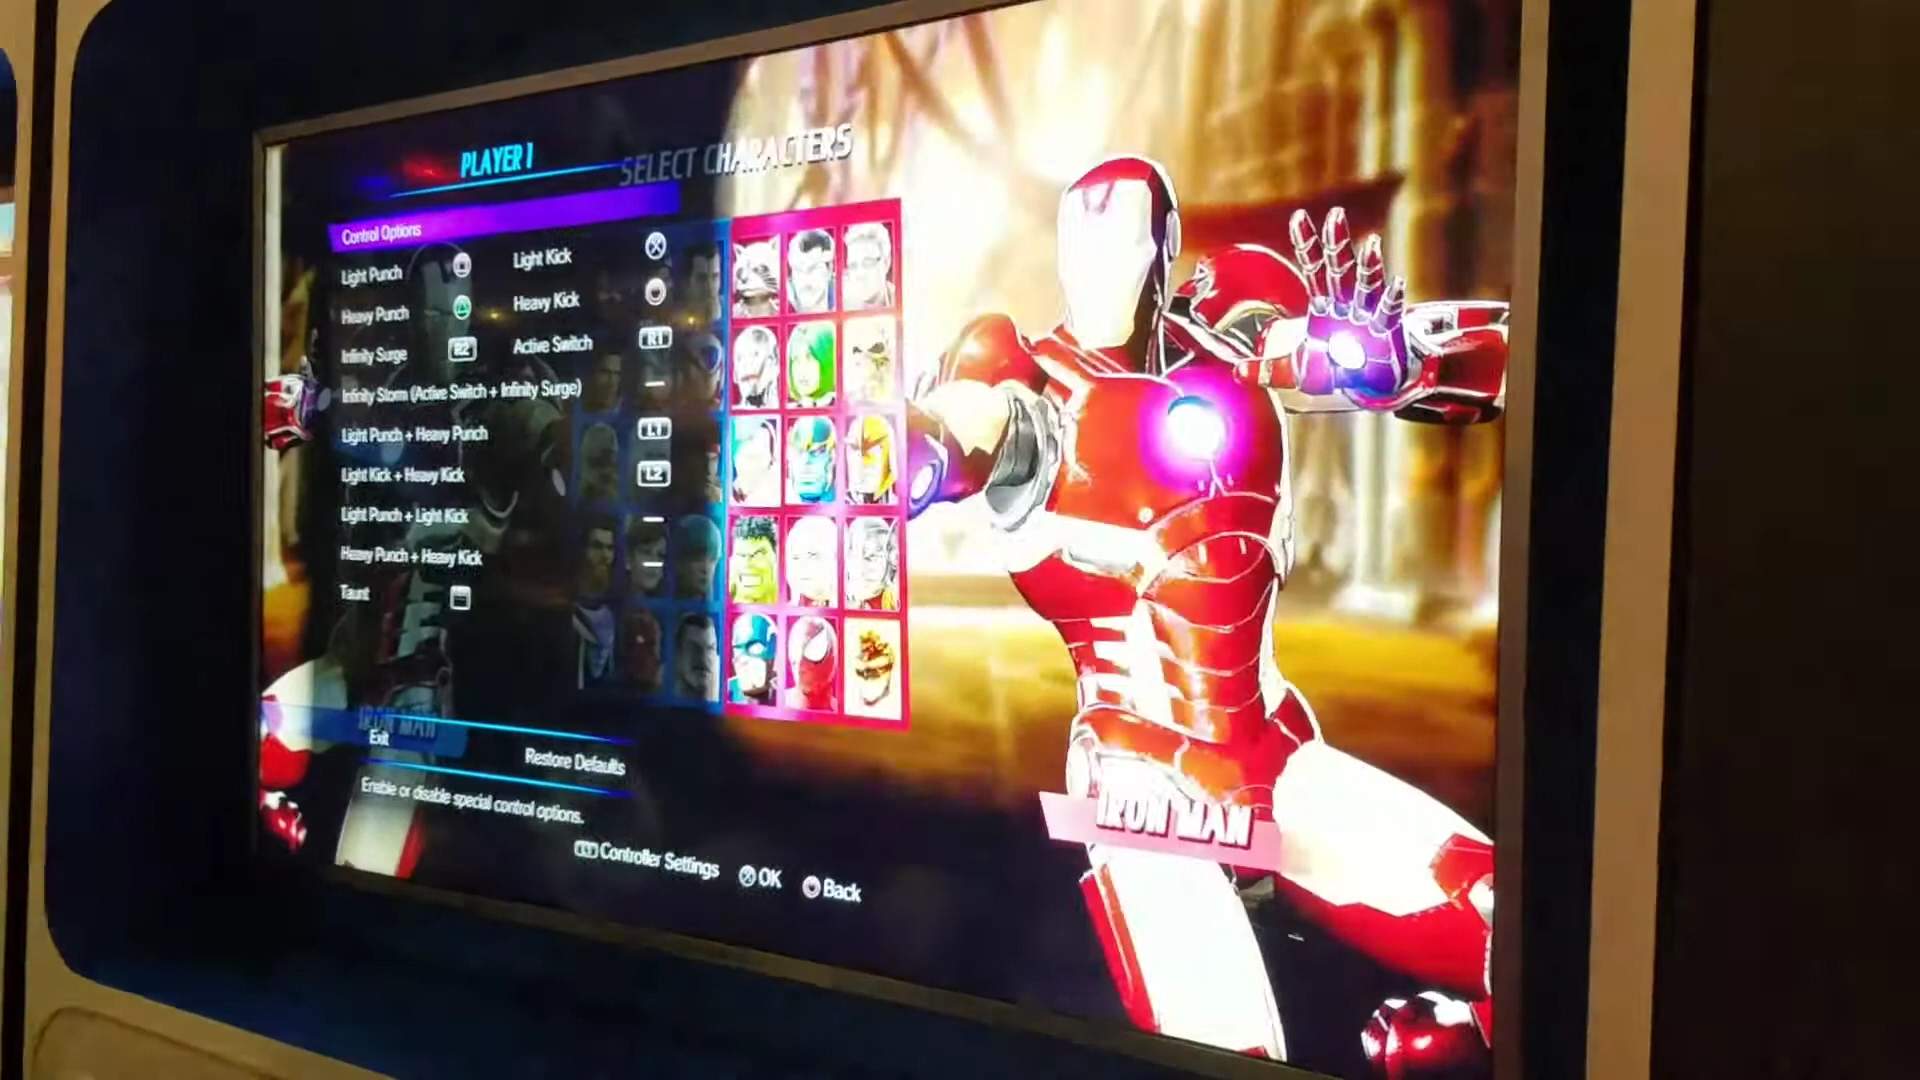 PLAYER 1
SELECT CHARACTERS
Control Options
Light Punch
Light Kick
Heavy Punch
Heavy Kick
Infinity Surge R2
Active Switch R1
Infinity Storm (Active Switch + Infinity Surge) —
Light Punch + Heavy Punch L1
Light Kick + Heavy Kick L2
Light Punch + Light Kick —
Heavy Punch + Heavy Kick —
Taunt
IRON MAN
Exit
Restore Defaults
Enable or disable special control options.
Controller Settings
OK
Back
IRON MAN